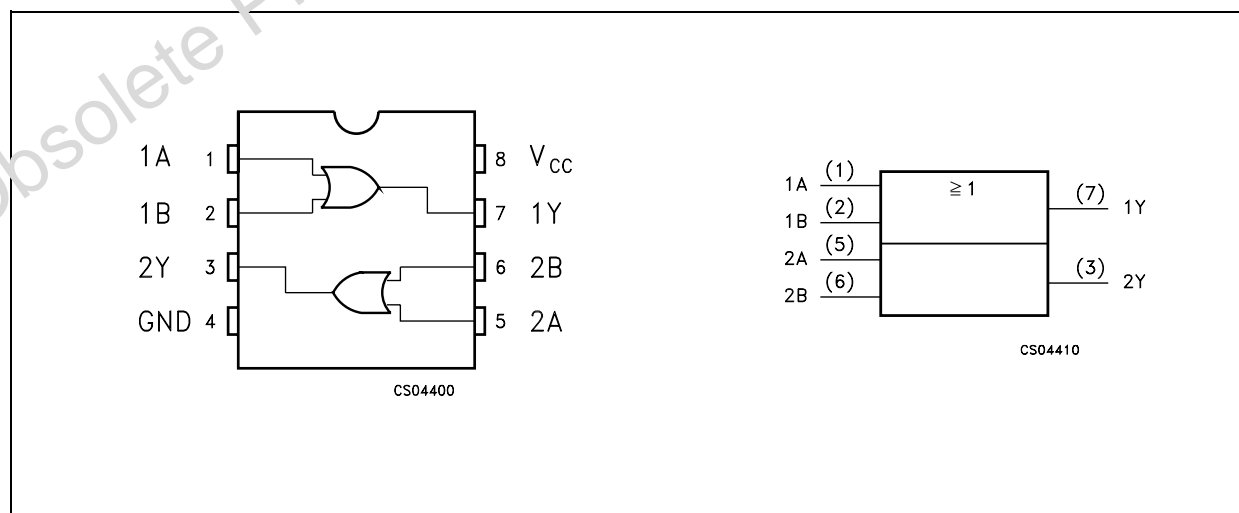 Obsolete
1A 1 8 VCC
1B 2 7 1Y
2Y 3 6 2B
GND 4 5 2A
CS04400
1A (1) ≧ 1 (7) 1Y
1B (2)
2A (5) (3) 2Y
2B (6)
CS04410